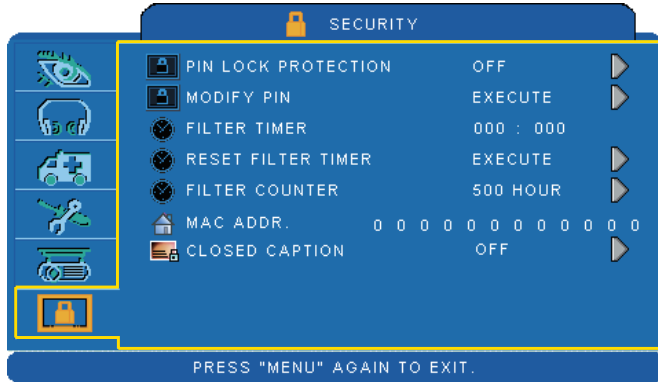 SECURITY
PIN LOCK PROTECTION OFF
MODIFY PIN EXECUTE
FILTER TIMER 000 : 000
RESET FILTER TIMER EXECUTE
FILTER COUNTER 500 HOUR
MAC ADDR. 0 0 0 0 0 0 0 0 0 0 0 0
CLOSED CAPTION OFF
PRESS "MENU" AGAIN TO EXIT.